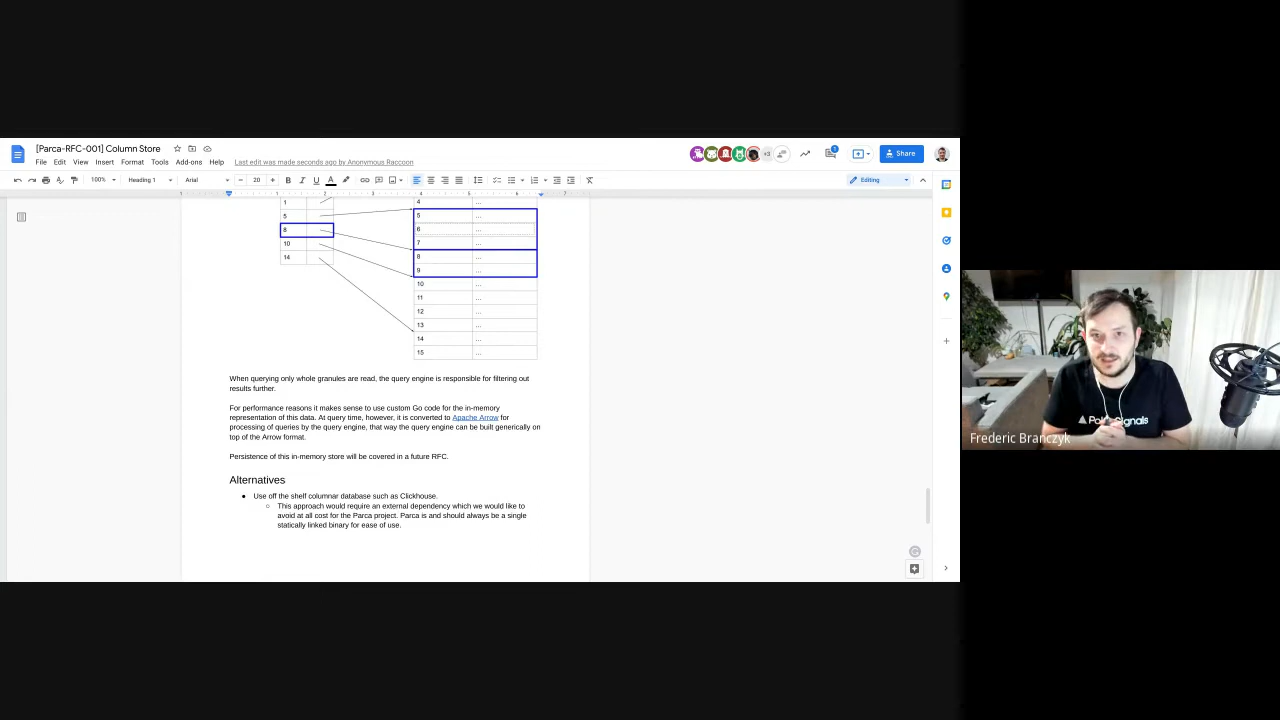 [Parca-RFC-001] Column Store
File Edit View Insert Format Tools Add-ons Help Last edit was made seconds ago by Anonymous Raccoon
+3
Share
100% Heading 1 Arial 20 Editing
1 1 2 3 4 5 6 7
1
5
8
10
14
4 ...
5 ...
6 ...
7 ...
8 ...
9 ...
10 ...
11 ...
12 ...
13 ...
14 ...
15 ...
When querying only whole granules are read, the query engine is responsible for filtering out
results further.
For performance reasons it makes sense to use custom Go code for the in-memory
representation of this data. At query time, however, it is converted to Apache Arrow for
processing of queries by the query engine, that way the query engine can be built generically on
top of the Arrow format.
Persistence of this in-memory store will be covered in a future RFC.
Alternatives
● Use off the shelf columnar database such as Clickhouse.
○ This approach would require an external dependency which we would like to
avoid at all cost for the Parca project. Parca is and should always be a single
statically linked binary for ease of use.
Frederic Branczyk